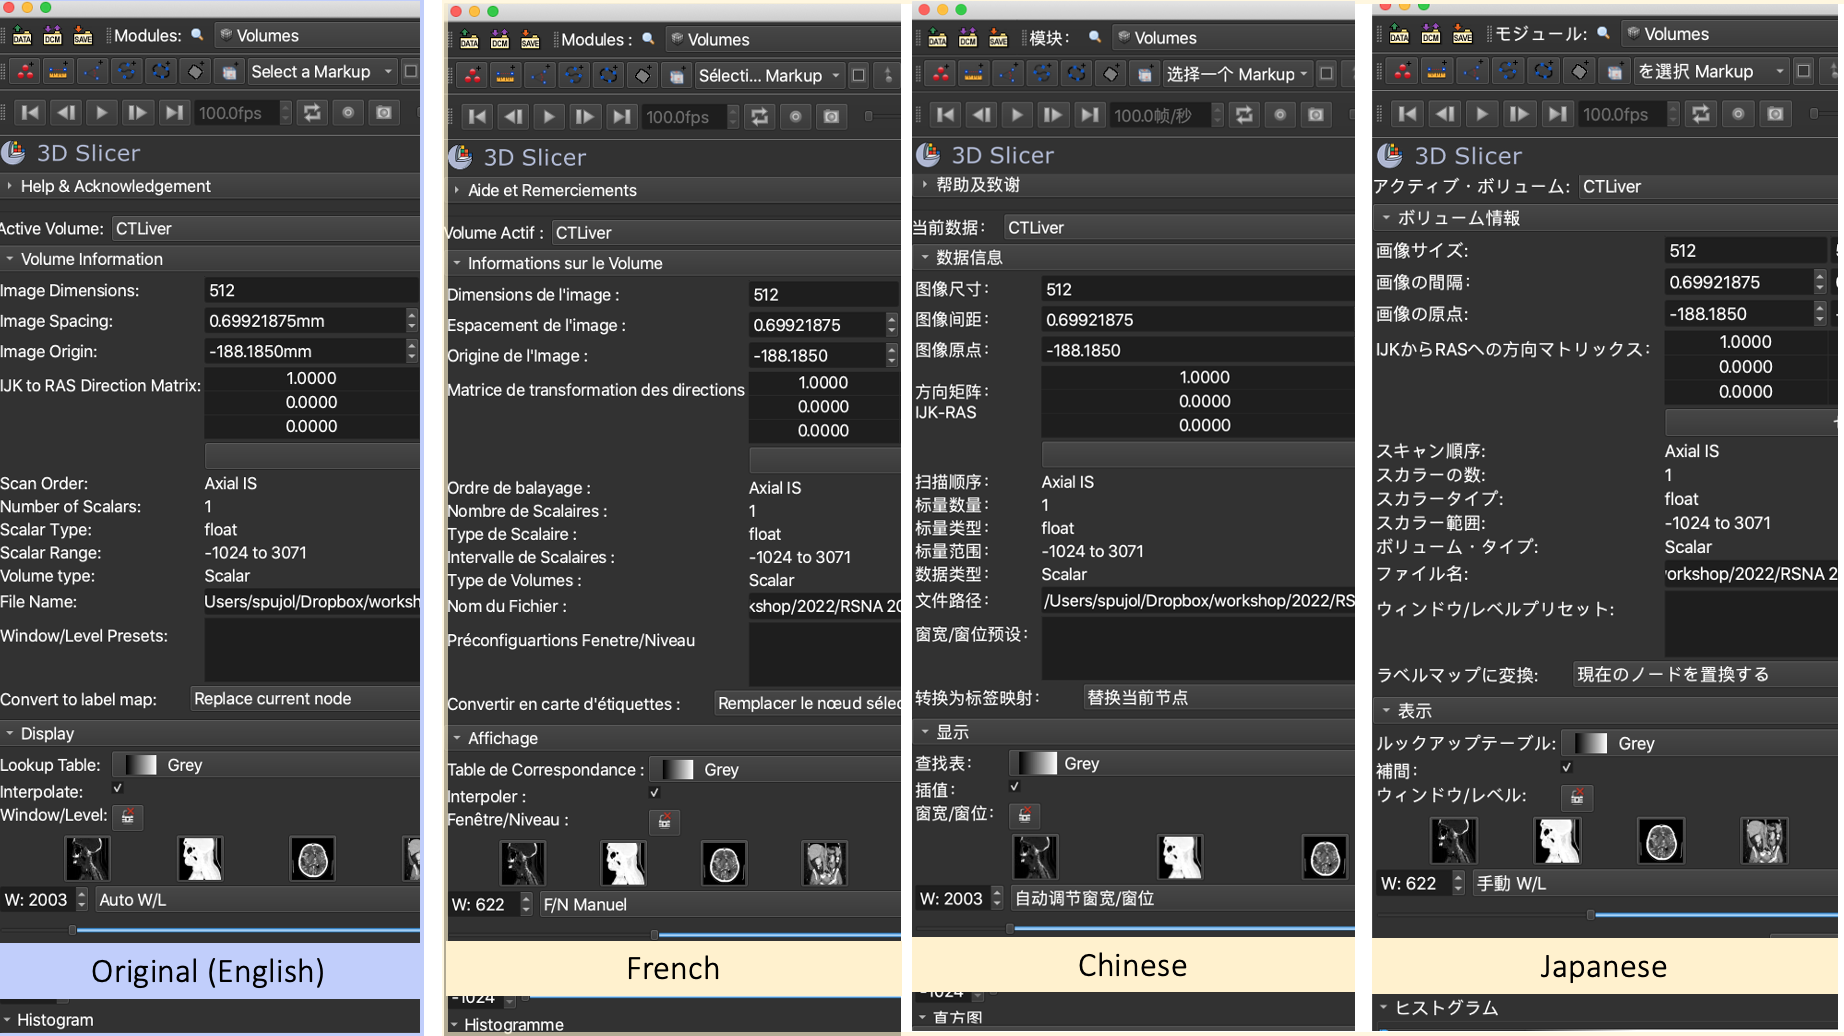 DATA DCM SAVE Modules: Volumes
Select a Markup
100.0fps
3D Slicer
Help & Acknowledgement
Active Volume: CTLiver
Volume Information
Image Dimensions: 512
Image Spacing: 0.69921875mm
Image Origin: -188.1850mm
IJK to RAS Direction Matrix: 1.0000
0.0000
0.0000
Scan Order: Axial IS
Number of Scalars: 1
Scalar Type: float
Scalar Range: -1024 to 3071
Volume type: Scalar
File Name: Users/spujol/Dropbox/worksh
Window/Level Presets:
Convert to label map: Replace current node
Display
Lookup Table: Grey
Interpolate:
Window/Level:
W: 2003 Auto W/L
Original (English)
Histogram
DATA DCM SAVE Modules : Volumes
Sélecti... Markup
100.0fps
3D Slicer
Aide et Remerciements
Volume Actif : CTLiver
Informations sur le Volume
Dimensions de l'image : 512
Espacement de l'image : 0.69921875
Origine de l'Image : -188.1850
Matrice de transformation des directions 1.0000
0.0000
0.0000
Ordre de balayage : Axial IS
Nombre de Scalaires : 1
Type de Scalaire : float
Intervalle de Scalaires : -1024 to 3071
Type de Volumes : Scalar
Nom du Fichier : kshop/2022/RSNA 20
Préconfiguartions Fenetre/Niveau
Convertir en carte d'étiquettes : Remplacer le nœud sélec
Affichage
Table de Correspondance : Grey
Interpoler :
Fenêtre/Niveau :
W: 622 F/N Manuel
French
-1024
Histogramme
DATA DCM SAVE 模块: Volumes
选择一个 Markup
100.0帧/秒
3D Slicer
帮助及致谢
当前数据: CTLiver
数据信息
图像尺寸: 512
图像间距: 0.69921875
图像原点: -188.1850
方向矩阵:
IJK-RAS
1.0000
0.0000
0.0000
扫描顺序: Axial IS
标量数量: 1
标量类型: float
标量范围: -1024 to 3071
数据类型: Scalar
文件路径: /Users/spujol/Dropbox/workshop/2022/RS
窗宽/窗位预设:
转换为标签映射: 替换当前节点
显示
查找表: Grey
插值:
窗宽/窗位:
W: 2003 自动调节窗宽/窗位
Chinese
-1024
直方图
DATA DCM SAVE モジュール: Volumes
を選択 Markup
100.0fps
3D Slicer
アクティブ・ボリューム: CTLiver
ボリューム情報
画像サイズ: 512
画像の間隔: 0.69921875
画像の原点: -188.1850
IJKからRASへの方向マトリックス: 1.0000
0.0000
0.0000
スキャン順序: Axial IS
スカラーの数: 1
スカラータイプ: float
スカラー範囲: -1024 to 3071
ボリューム・タイプ: Scalar
ファイル名: orkshop/2022/RSNA 2
ウィンドウ/レベルプリセット:
ラベルマップに変換: 現在のノードを置換する
表示
ルックアップテーブル: Grey
補間:
ウィンドウ/レベル:
W: 622 手動 W/L
Japanese
ヒストグラム